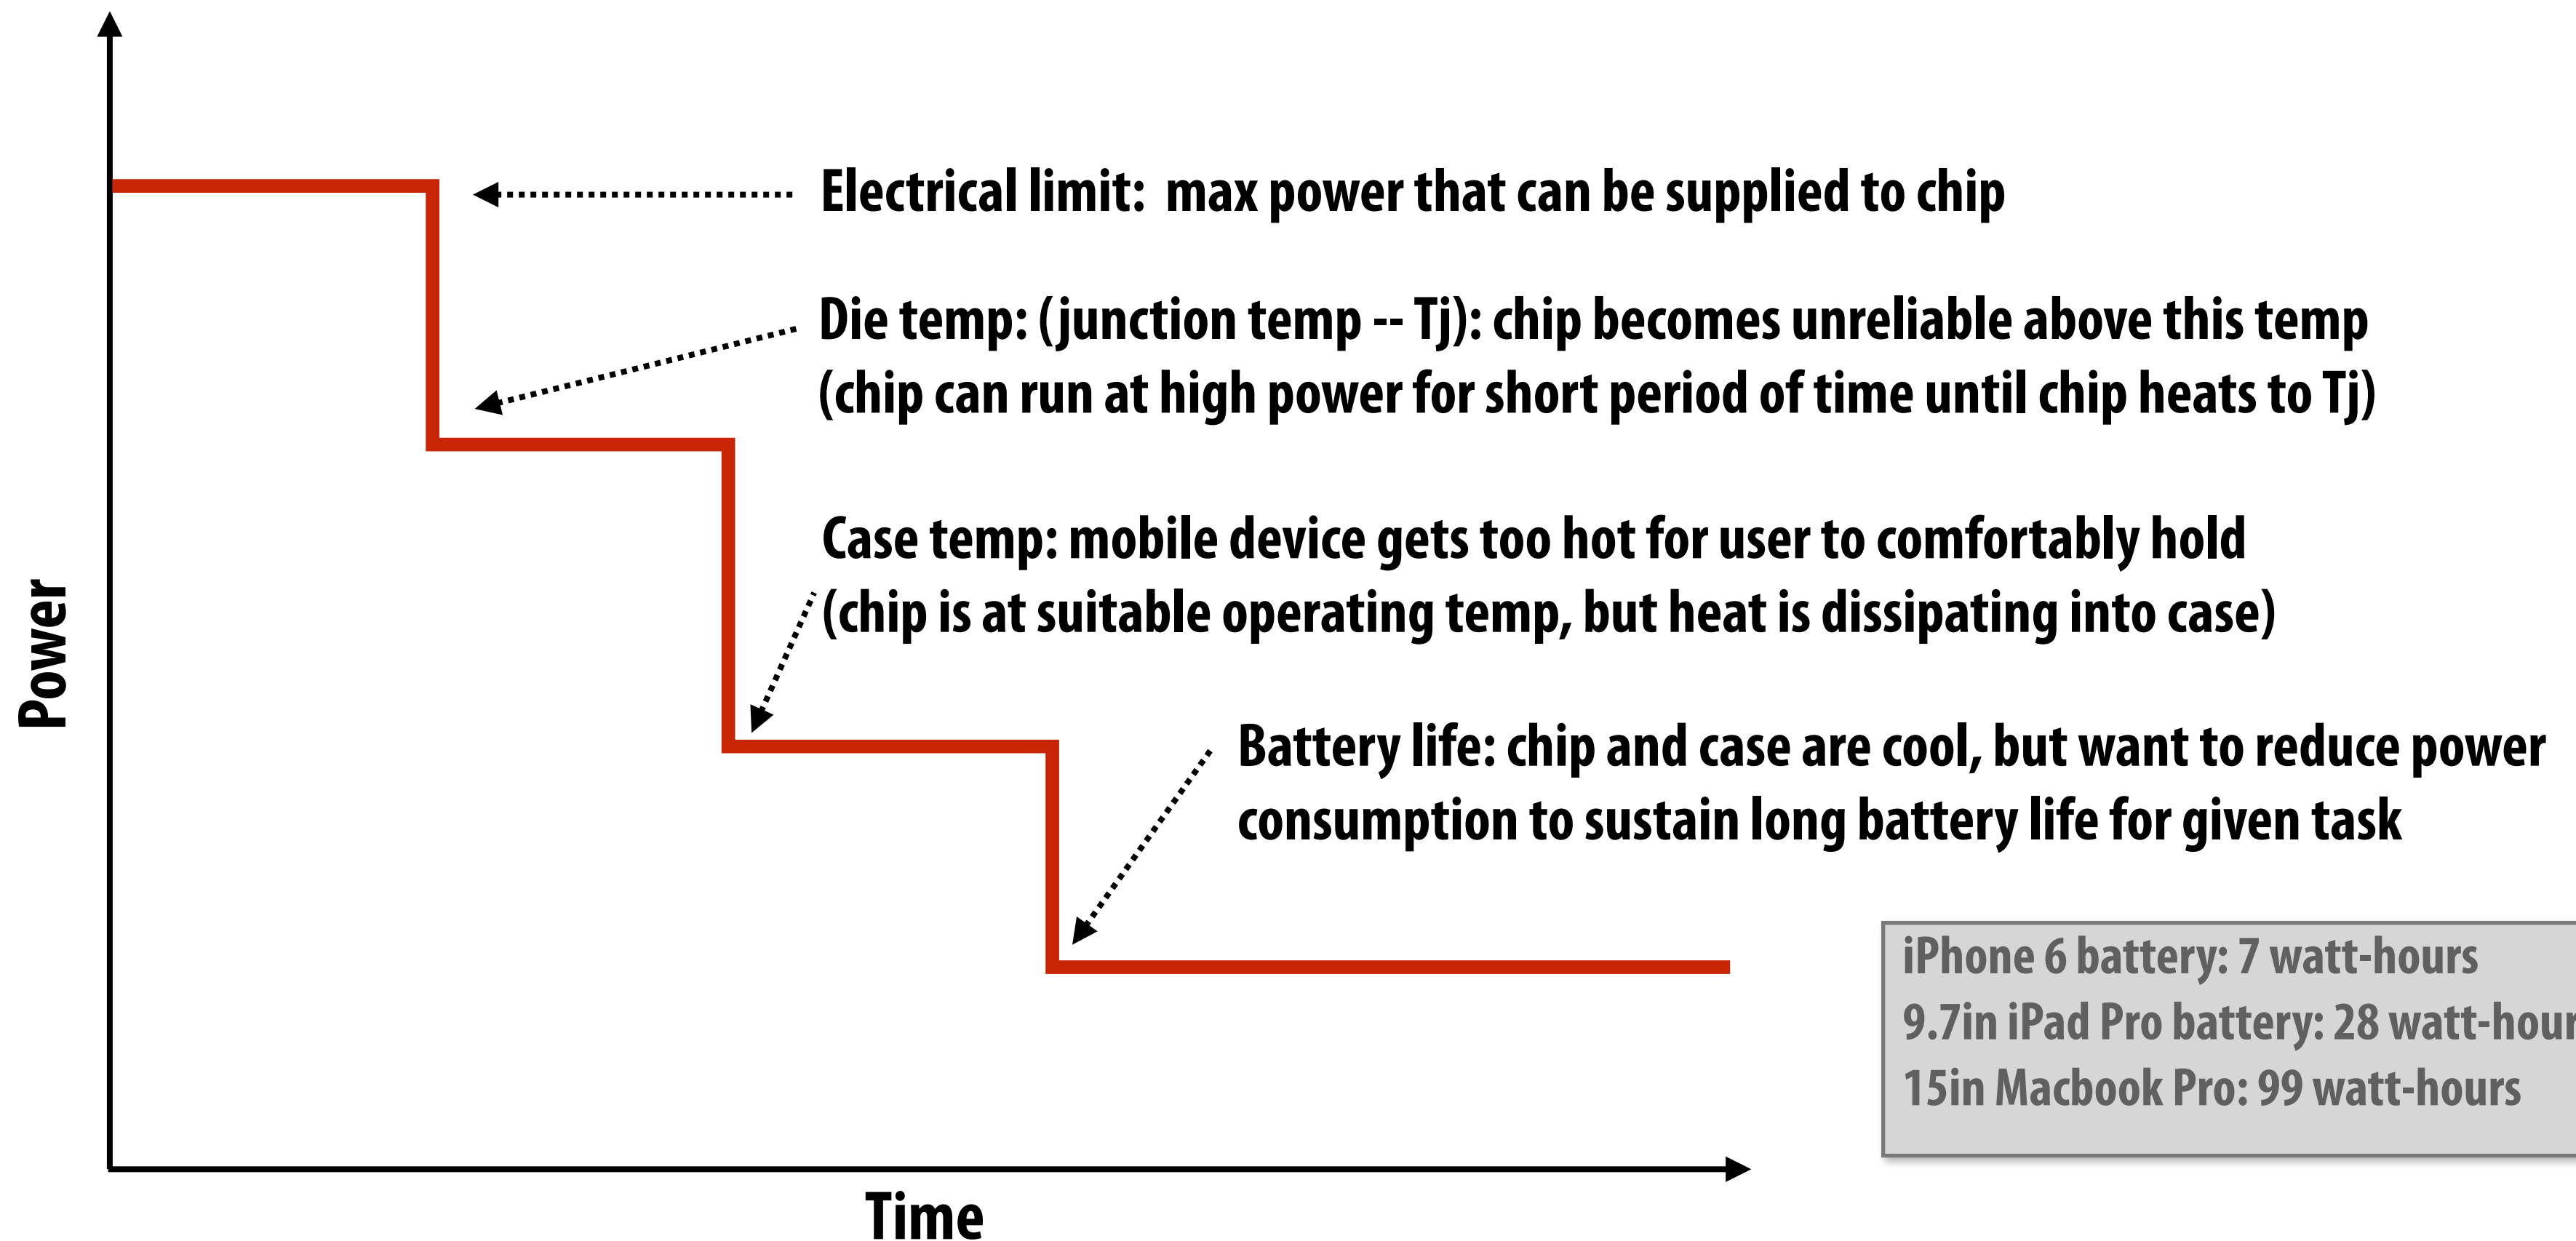 Electrical limit: max power that can be supplied to chip
Die temp: (junction temp -- Tj): chip becomes unreliable above this temp
(chip can run at high power for short period of time until chip heats to Tj)
Case temp: mobile device gets too hot for user to comfortably hold
(chip is at suitable operating temp, but heat is dissipating into case)
Power
Battery life: chip and case are cool, but want to reduce power
consumption to sustain long battery life for given task
iPhone 6 battery: 7 watt-hours
9.7in iPad Pro battery: 28 watt-hour
15in Macbook Pro: 99 watt-hours
Time